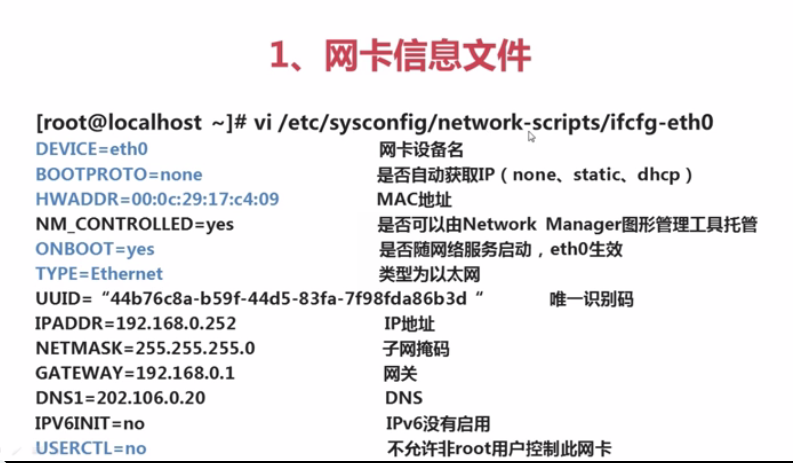 1、网卡信息文件
[root@localhost ~]# vi /etc/sysconfig/network-scripts/ifcfg-eth0
DEVICE=eth0 网卡设备名
BOOTPROTO=none 是否自动获取IP（none、static、dhcp）
HWADDR=00:0c:29:17:c4:09 MAC地址
NM_CONTROLLED=yes 是否可以由Network Manager图形管理工具托管
ONBOOT=yes 是否随网络服务启动，eth0生效
TYPE=Ethernet 类型为以太网
UUID=“44b76c8a-b59f-44d5-83fa-7f98fda86b3d“ 唯一识别码
IPADDR=192.168.0.252 IP地址
NETMASK=255.255.255.0 子网掩码
GATEWAY=192.168.0.1 网关
DNS1=202.106.0.20 DNS
IPV6INIT=no IPv6没有启用
USERCTL=no 不允许非root用户控制此网卡